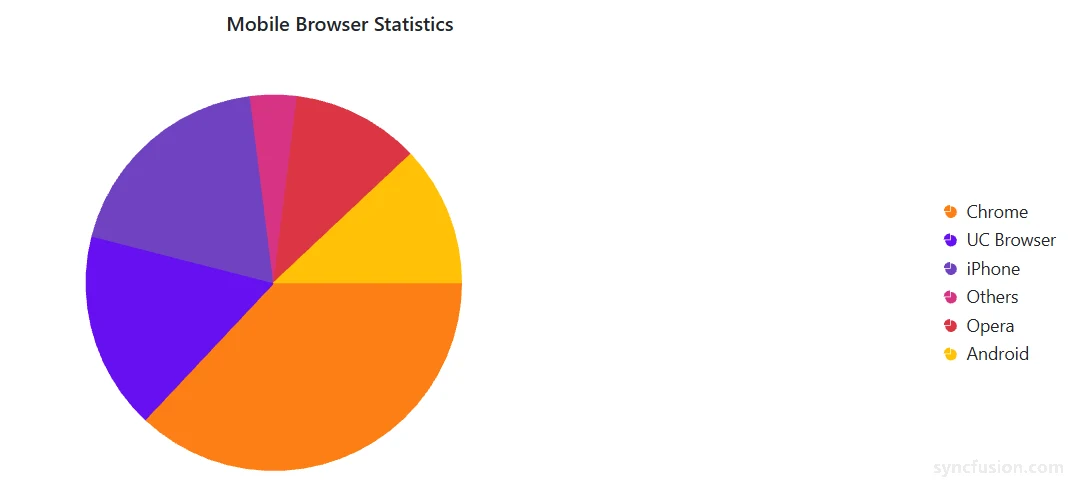 Mobile Browser Statistics
Chrome
UC Browser
iPhone
Others
Opera
Android
syncfusion.com